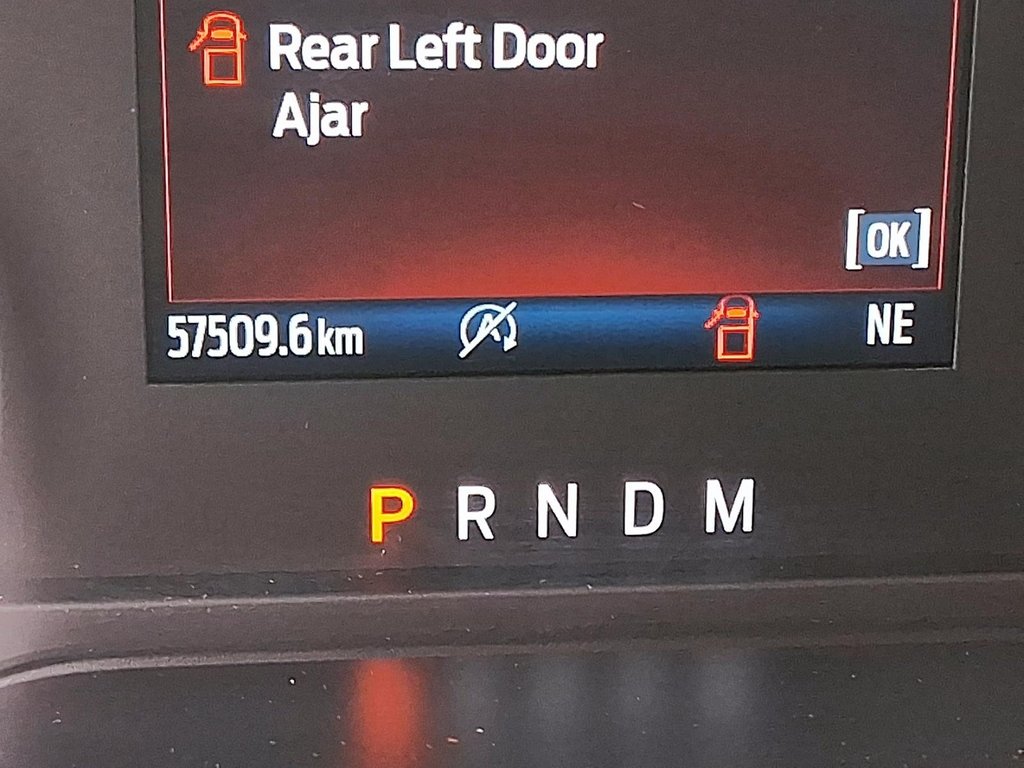 Rear Left Door
Ajar
[OK]
57509.6 km
A
NE
P R N D M